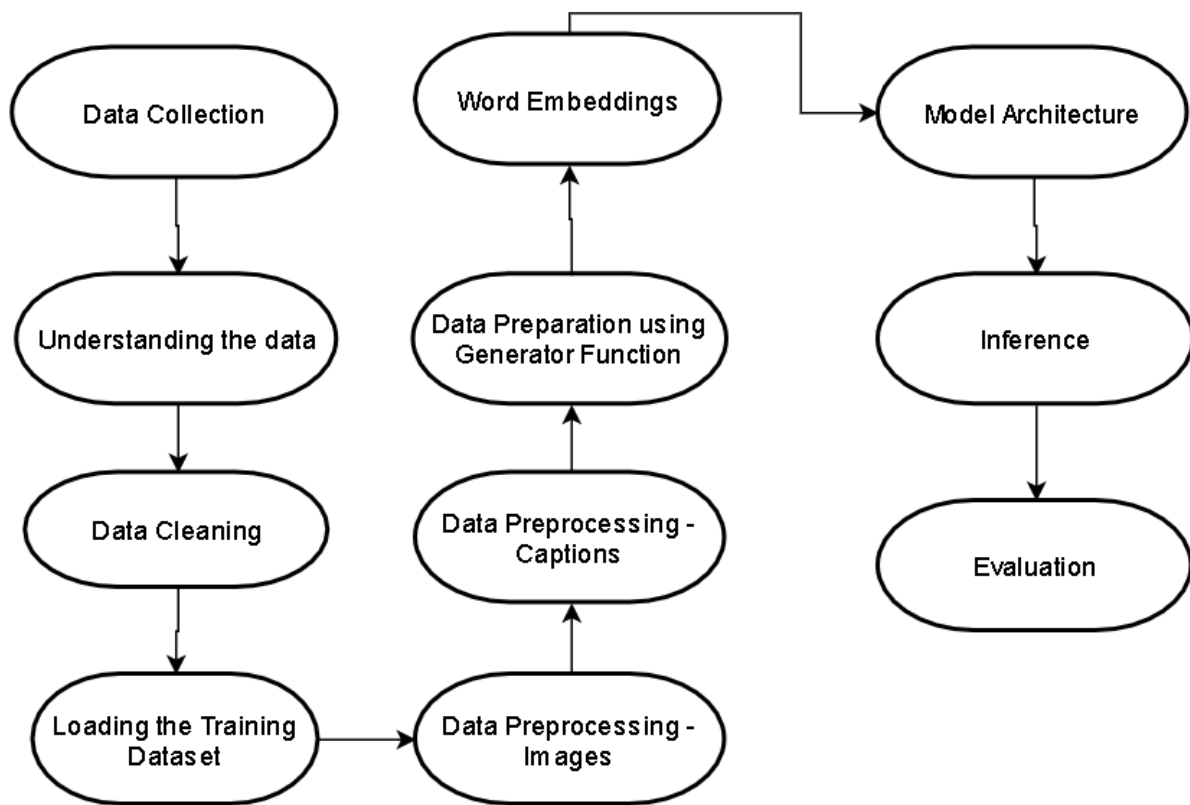 Data Collection
Understanding the data
Data Cleaning
Loading the Training
Dataset
Data Preprocessing -
Images
Data Preprocessing -
Captions
Data Preparation using
Generator Function
Word Embeddings
Model Architecture
Inference
Evaluation